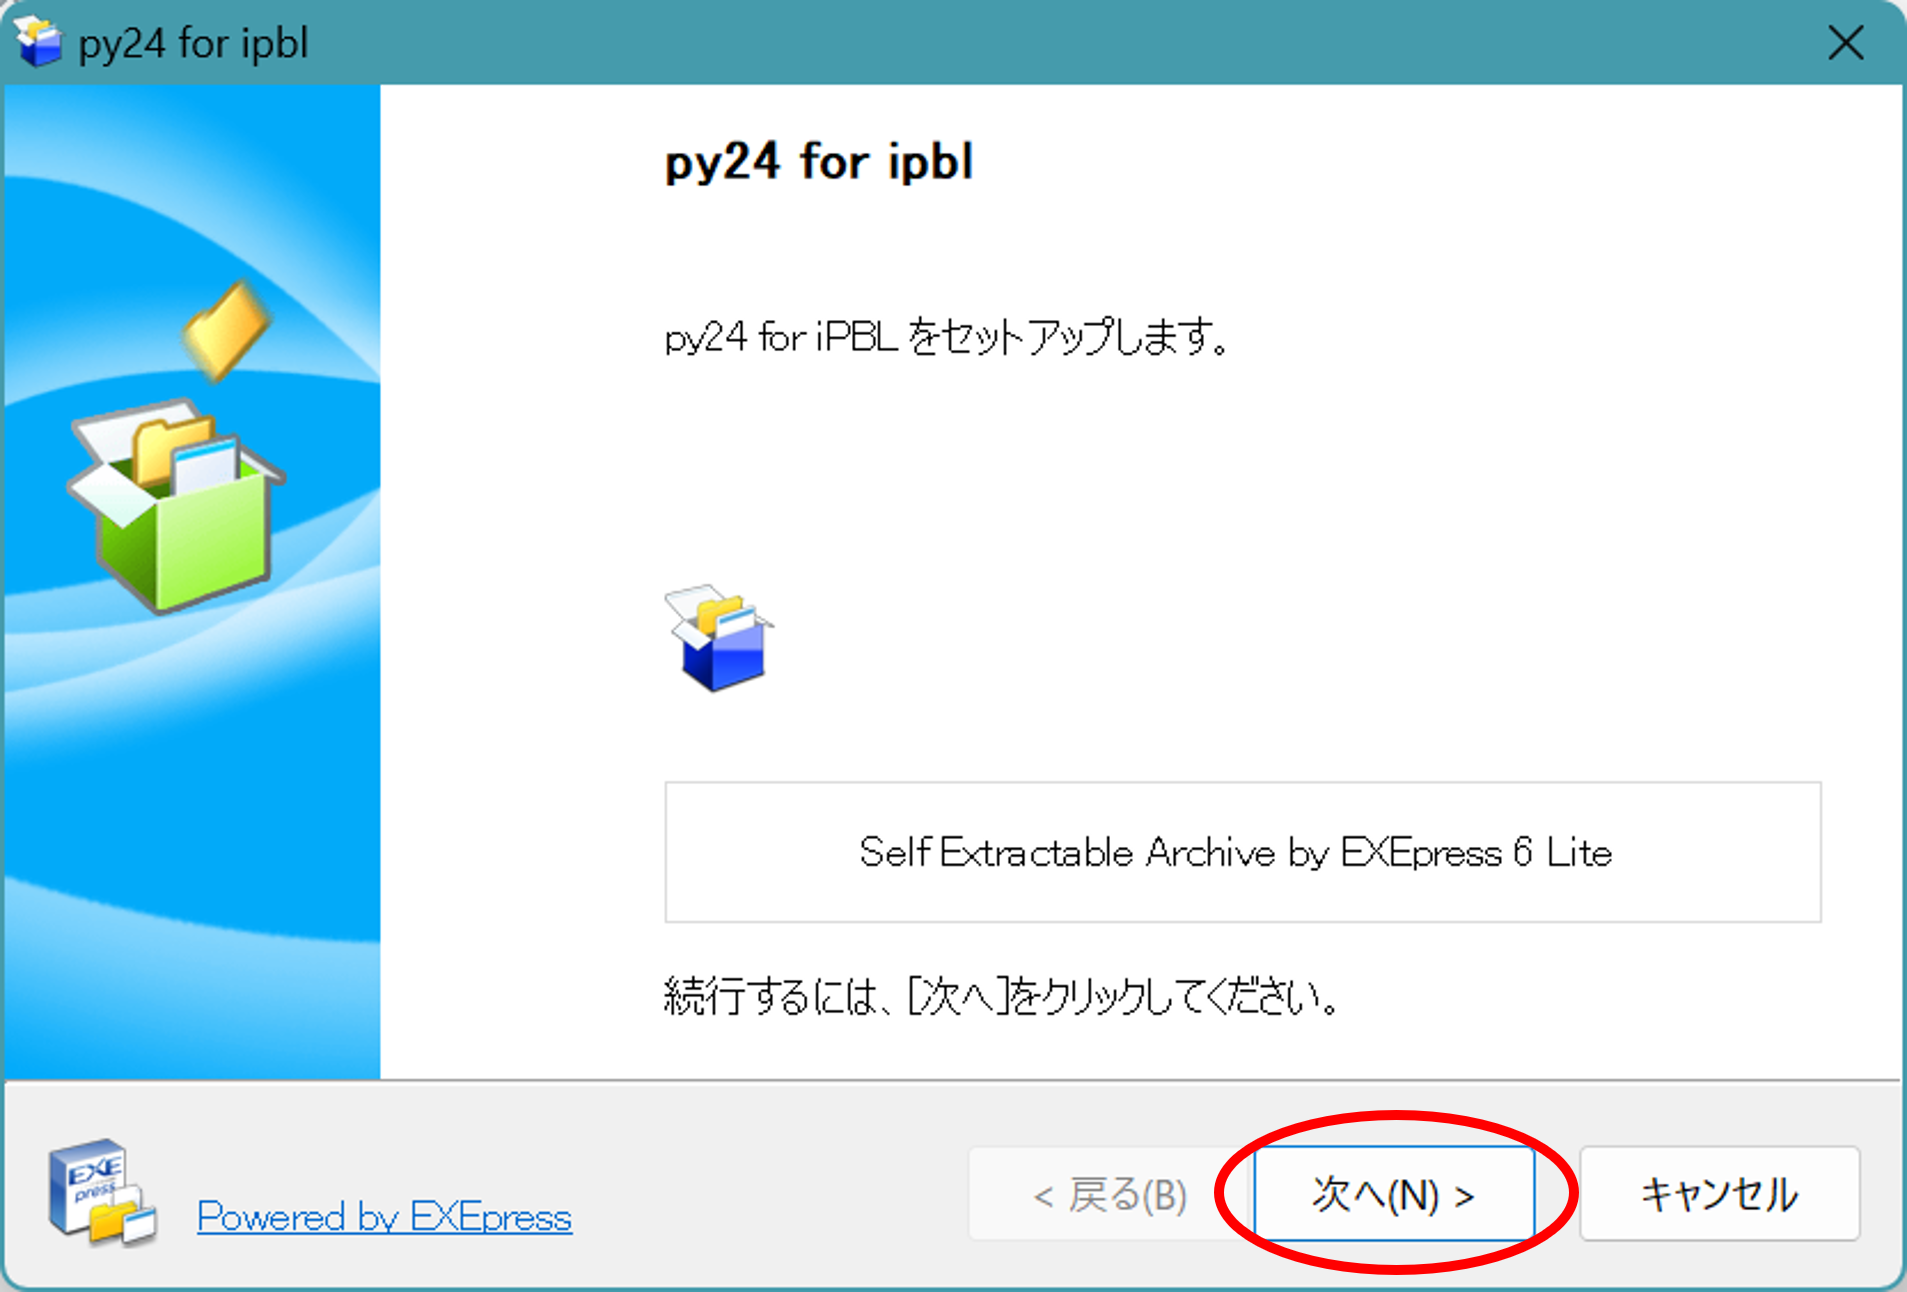 py24 for ipbl
py24 for ipbl
py24 for iPBL をセットアップします。
Self Extractable Archive by EXEpress 6 Lite
続行するには、[次へ]をクリックしてください。
EXE
press
Powered by EXEpress
< 戻る(B)
次へ(N) >
キャンセル